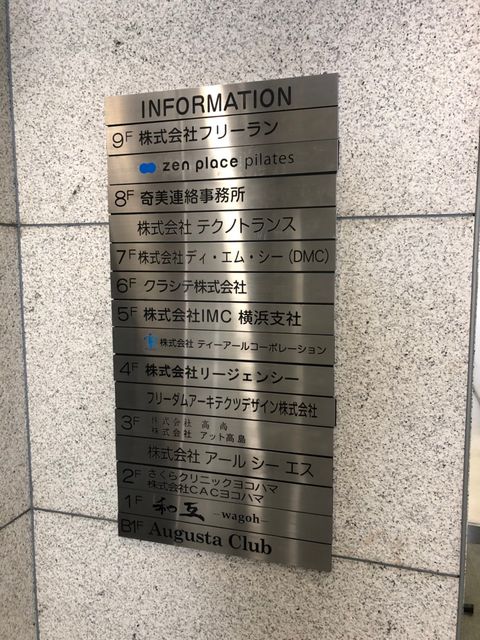 INFORMATION
9F 株式会社フリーラン
zen place pilates
8F 奇美連絡事務所
株式会社 テクノトランス
7F 株式会社ディ・エム・シー(DMC)
6F クラシテ株式会社
5F 株式会社IMC 横浜支社
株式会社 ティーアールコーポレーション
4F 株式会社リージェンシー
フリーダムアーキテクツデザイン株式会社
3F 株式会社 高島
株式会社 アット高島
株式会社 アール シー エス
2F さくらクリニックヨコハマ
株式会社CACヨコハマ
1F 和互 –wagoh–
B1F Augusta Club